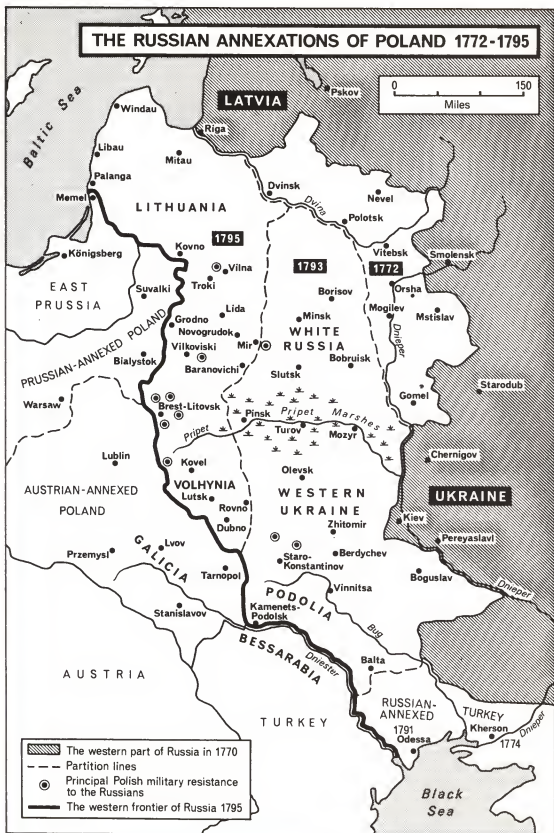 THE RUSSIAN ANNEXATIONS OF POLAND 1772-1795
0 150
Miles
Baltic Sea
LATVIA
Pskov
Windau
Riga
Libau
Mitau
Palanga
Dvinsk
Nevel
Memel
Dvina
LITHUANIA
Polotsk
Kovno
1795
Vitebsk
Königsberg
Vilna
1793
1772
Smolensk
Troki
EAST
PRUSSIA
Suvalki
Borisov
Orsha
Lida
Mogilev
Mstislav
Grodno
Minsk
Novogrudok
WHITE
RUSSIA
Dnieper
PRUSSIAN-ANNEXED POLAND
Vilkoviski
Mir
Bialystok
Baranovichi
Bobruisk
Slutsk
Starodub
Warsaw
Gomel
Brest-Litovsk
Pinsk
Pripet Marshes
Pripet
Turov
Mozyr
Chernigov
Lublin
Kovel
Olevsk
AUSTRIAN-ANNEXED
POLAND
VOLHYNIA
Lutsk
WESTERN
UKRAINE
UKRAINE
Rovno
Kiev
Dubno
Zhitomir
Pereyaslavl
Przemysl
Lvov
GALICIA
Staro-
Konstantinov
Berdychev
Tarnopol
Boguslav
Dnieper
Vinnitsa
PODOLIA
Stanislavov
Kamenets-
Podolsk
Bug
BESSARABIA
Dniester
Balta
AUSTRIA
RUSSIAN-
ANNEXED
1791
TURKEY
Kherson
1774
Dnieper
TURKEY
Odessa
Black
Sea
The western part of Russia in 1770
Partition lines
Principal Polish military resistance
to the Russians
The western frontier of Russia 1795